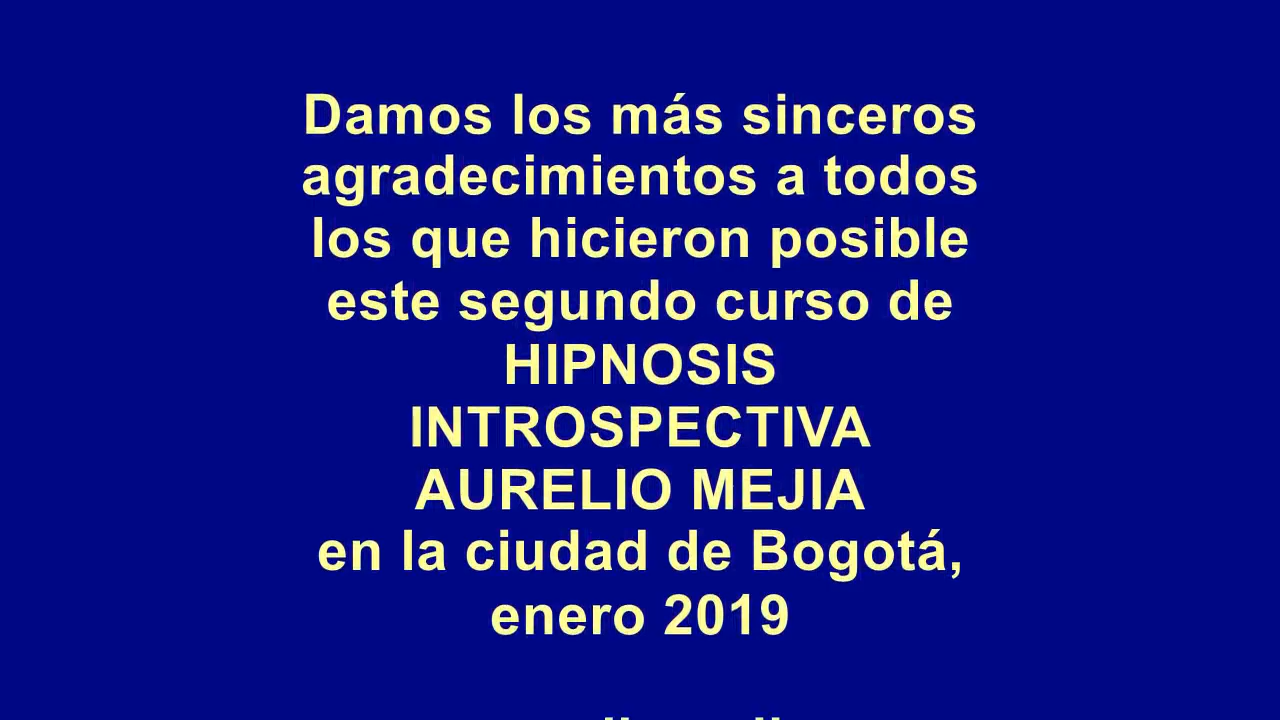 Damos los más sinceros
agradecimientos a todos
los que hicieron posible
este segundo curso de
HIPNOSIS
INTROSPECTIVA
AURELIO MEJIA
en la ciudad de Bogotá,
enero 2019